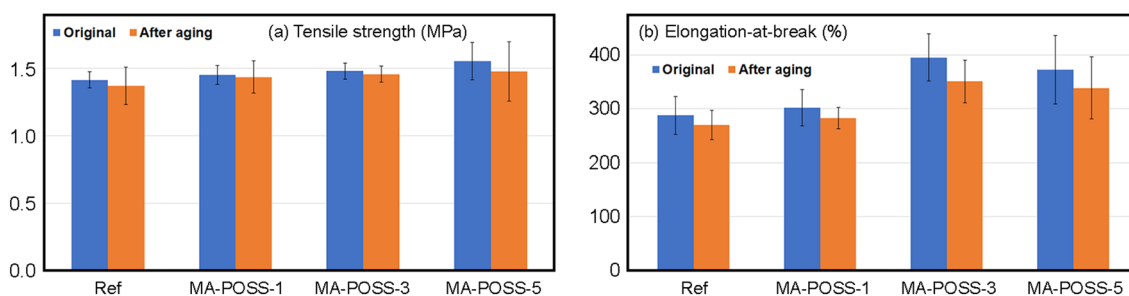 Original After aging (a) Tensile strength (MPa)
1.5
1.0
0.5
0.0
Ref MA-POSS-1 MA-POSS-3 MA-POSS-5
(b) Elongation-at-break (%)
Original After aging
400
300
200
100
0
Ref MA-POSS-1 MA-POSS-3 MA-POSS-5